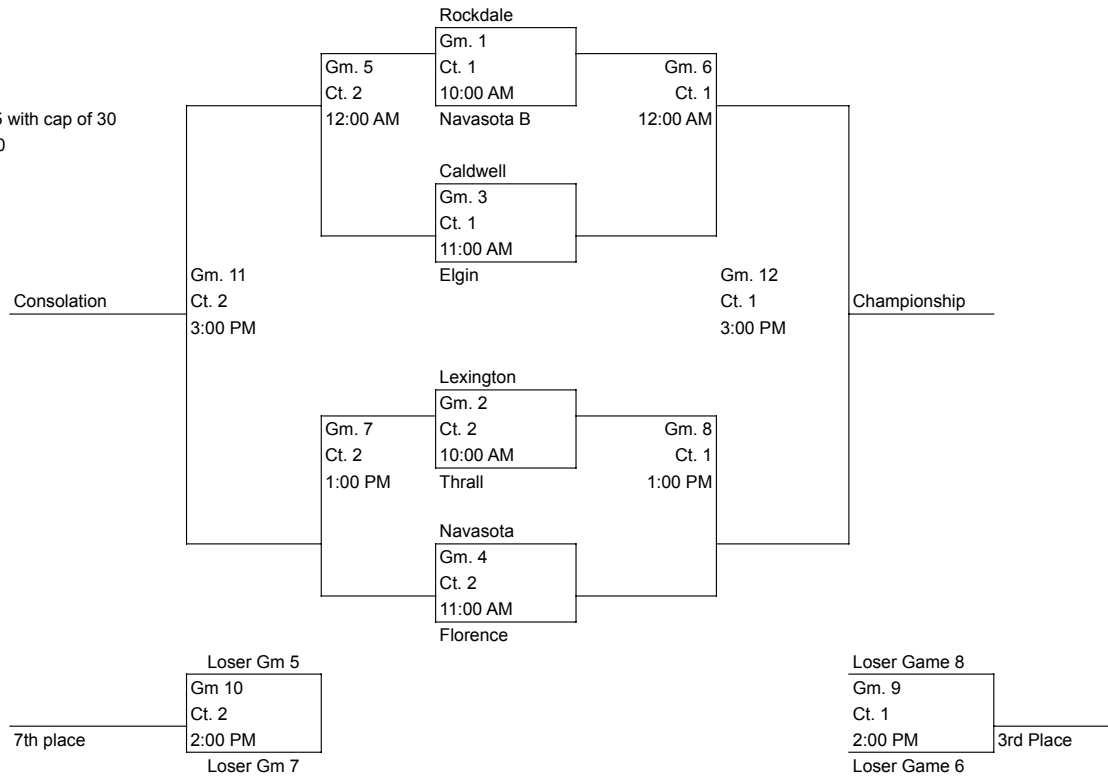 Rockdale
Gm. 1
Ct. 1
10:00 AM
Navasota B
Gm. 5
Ct. 2
12:00 AM
Gm. 6
Ct. 1
12:00 AM
with cap of 30
Caldwell
Gm. 3
Ct. 1
11:00 AM
Elgin
Gm. 11
Ct. 2
3:00 PM
Consolation
Gm. 12
Ct. 1
3:00 PM
Championship
Lexington
Gm. 2
Ct. 2
10:00 AM
Thrall
Gm. 7
Ct. 2
1:00 PM
Gm. 8
Ct. 1
1:00 PM
Navasota
Gm. 4
Ct. 2
11:00 AM
Florence
Loser Gm 5
Gm 10
Ct. 2
2:00 PM
7th place
Loser Gm 7
Loser Game 8
Gm. 9
Ct. 1
2:00 PM
3rd Place
Loser Game 6